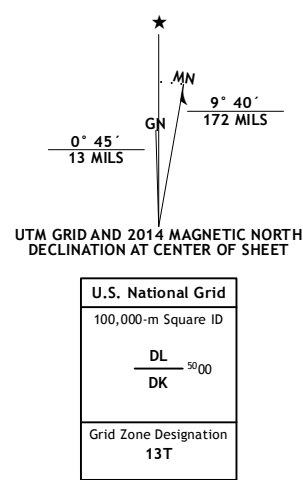 ★
MN
GN
9° 40´
172 MILS
0° 45´
13 MILS
UTM GRID AND 2014 MAGNETIC NORTH
DECLINATION AT CENTER OF SHEET
U.S. National Grid
100,000-m Square ID
DL
5000
DK
Grid Zone Designation
13T